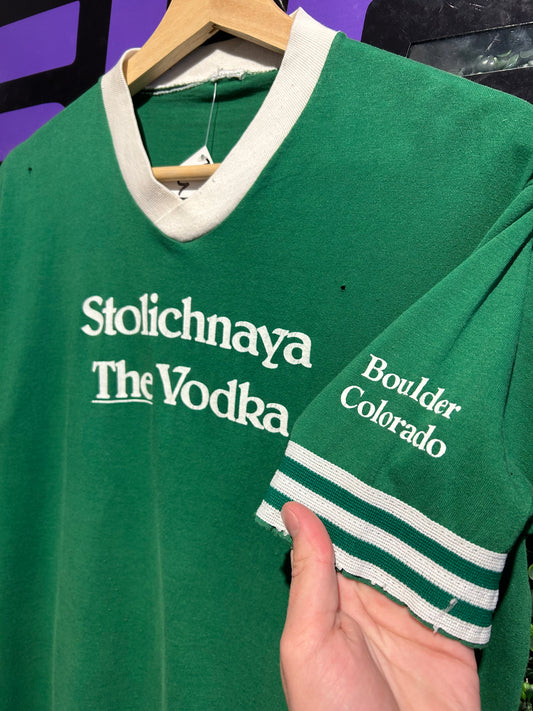 Stolichnaya
The Vodka
Boulder
Colorado